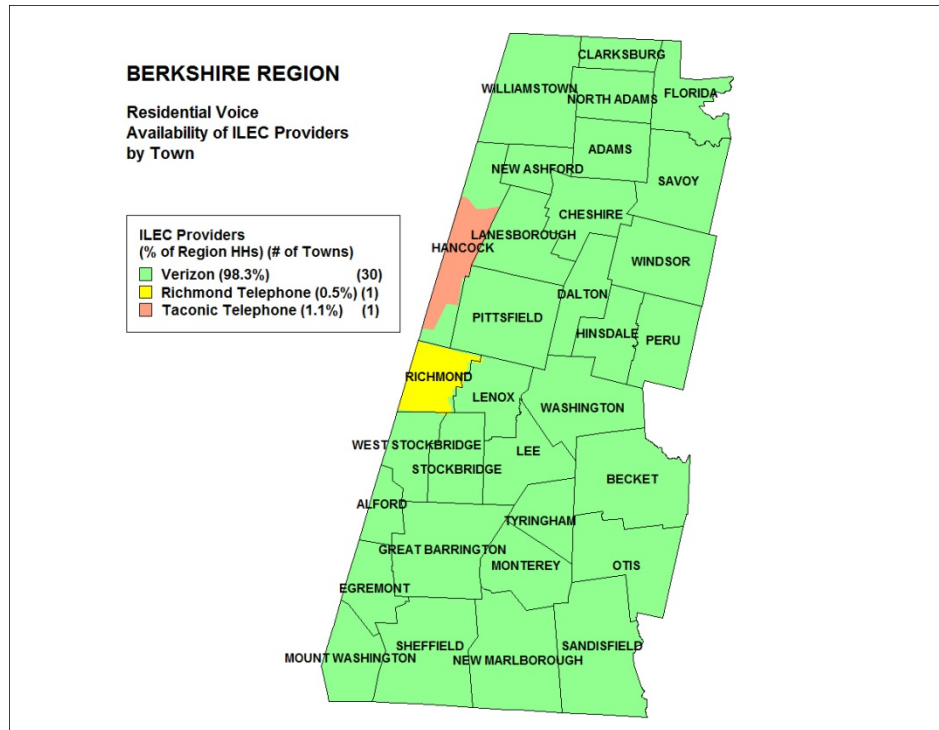 BERKSHIRE REGION
Residential Voice
Availability of ILEC Providers
by Town
ILEC Providers
(% of Region HHs) (# of Towns)
Verizon (98.3%) (30)
Richmond Telephone (0.5%) (1)
Taconic Telephone (1.1%) (1)
CLARKSBURG
WILLIAMSTOWN
NORTH ADAMS
FLORIDA
ADAMS
NEW ASHFORD
SAVOY
CHESHIRE
LANESBOROUGH
HANCOCK
WINDSOR
DALTON
PITTSFIELD
HINSDALE
PERU
RICHMOND
LENOX
WASHINGTON
WEST STOCKBRIDGE
LEE
STOCKBRIDGE
BECKET
ALFORD
TYRINGHAM
GREAT BARRINGTON
MONTEREY
OTIS
EGREMONT
SHEFFIELD
SANDISFIELD
MOUNT WASHINGTON
NEW MARLBOROUGH